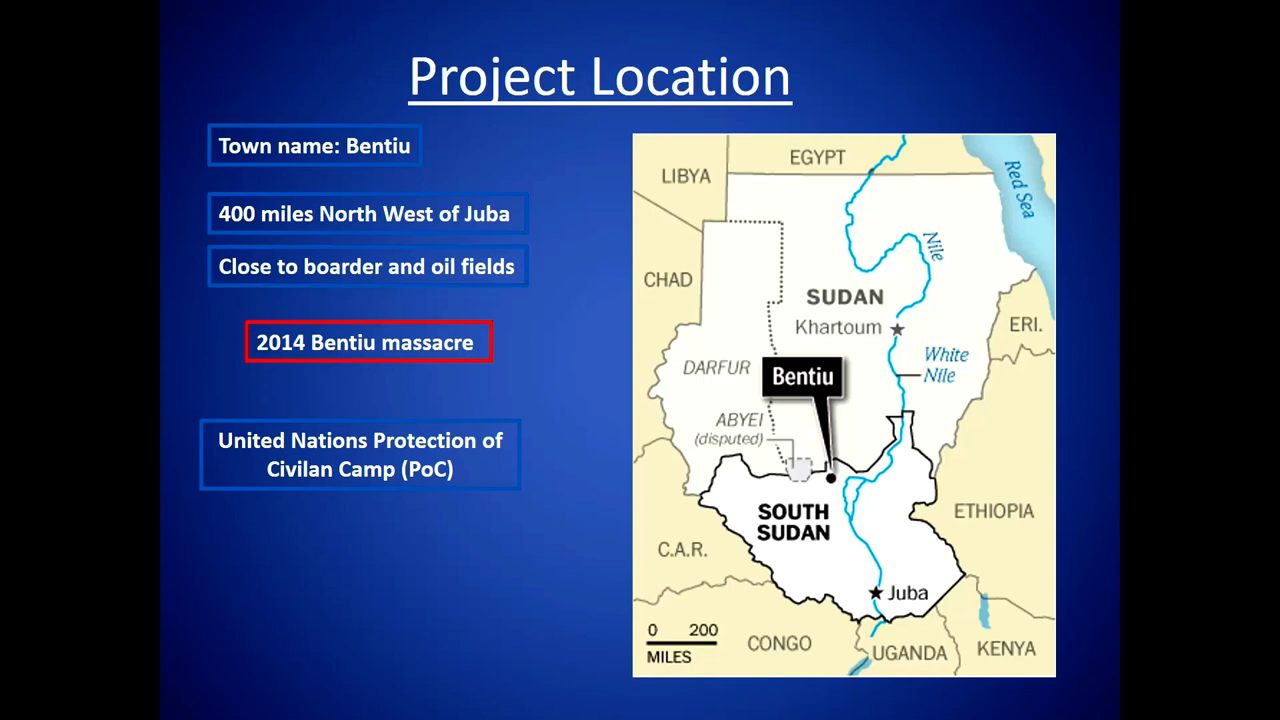 Project Location
Town name: Bentiu
400 miles North West of Juba
Close to boarder and oil fields
2014 Bentiu massacre
United Nations Protection of
Civilan Camp (PoC)
EGYPT
LIBYA
Red Sea
Nile
CHAD
SUDAN
Khartoum
ERI.
White
Nile
DARFUR
Bentiu
ABYEI
(disputed)
SOUTH
SUDAN
ETHIOPIA
C.A.R.
Juba
0 200
MILES
CONGO
UGANDA
KENYA